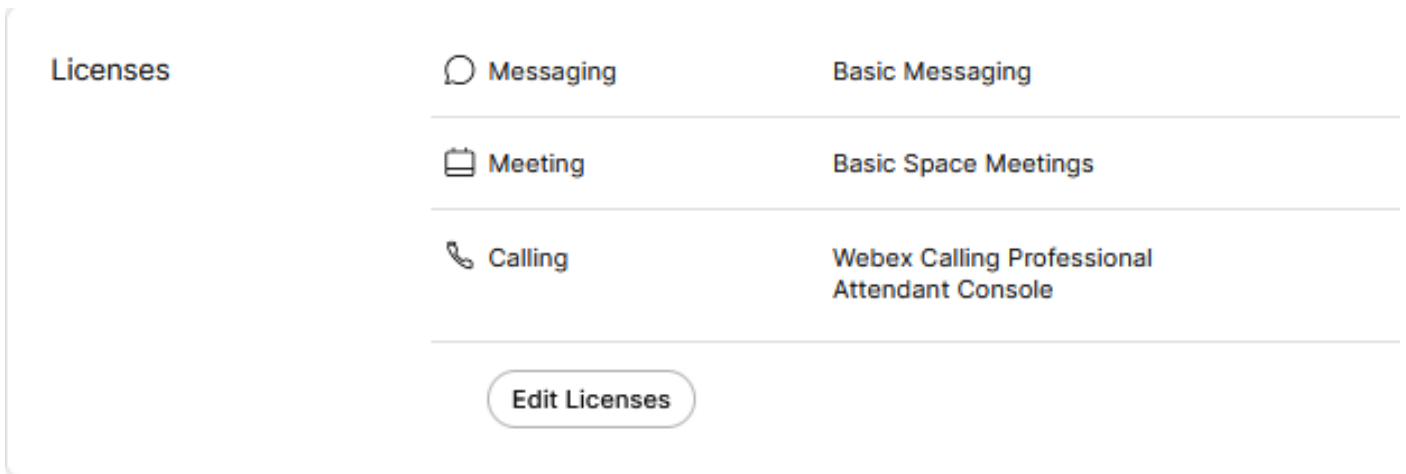 Licenses
Messaging
Basic Messaging
Meeting
Basic Space Meetings
Calling
Webex Calling Professional
Attendant Console
Edit Licenses